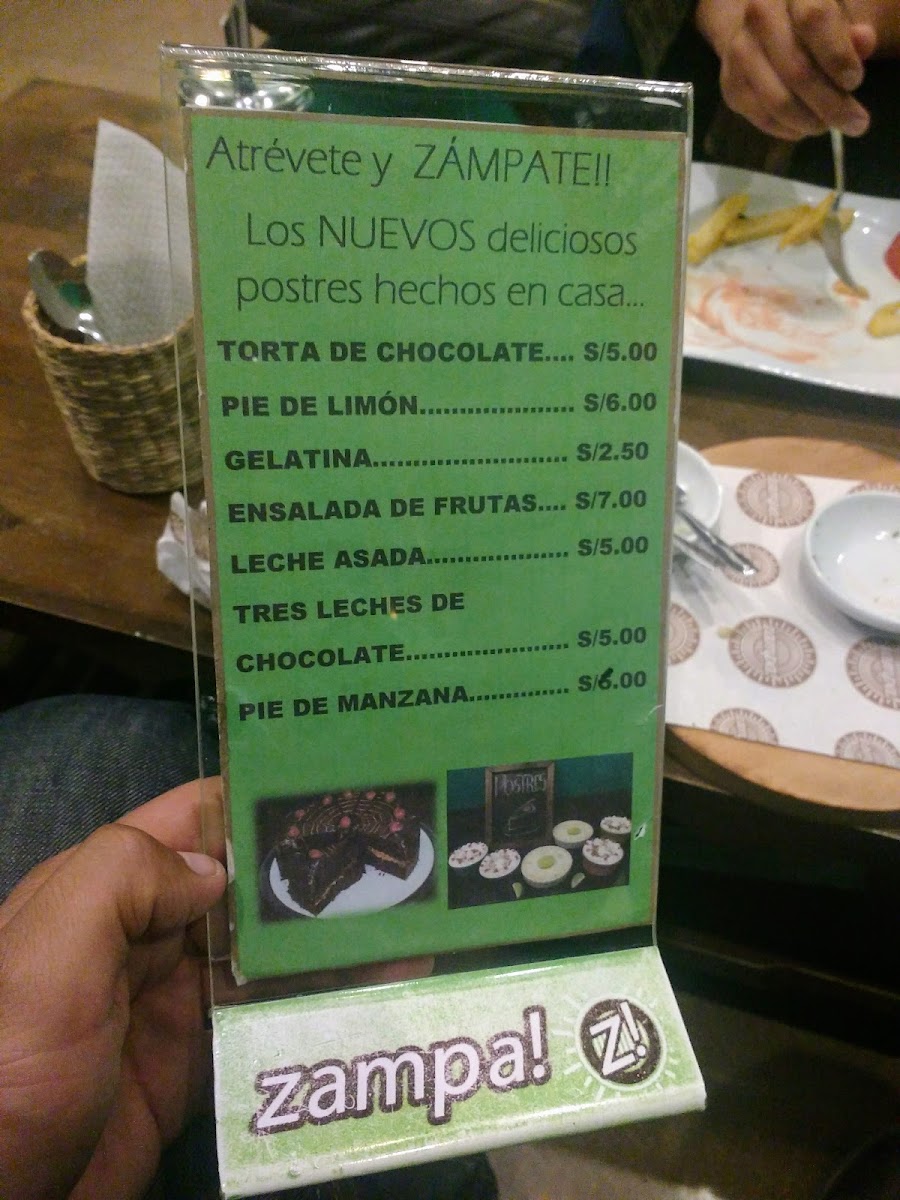 Atrévete y ZÁMPATE!!
Los NUEVOS deliciosos
postres hechos en casa...
TORTA DE CHOCOLATE.... S/5.00
PIE DE LIMÓN.................... S/6.00
GELATINA........................ S/2.50
ENSALADA DE FRUTAS.... S/7.00
LECHE ASADA.................. S/5.00
TRES LECHES DE
CHOCOLATE.................... S/5.00
PIE DE MANZANA.............. S/6.00
POSTRES
zampa!
Z!